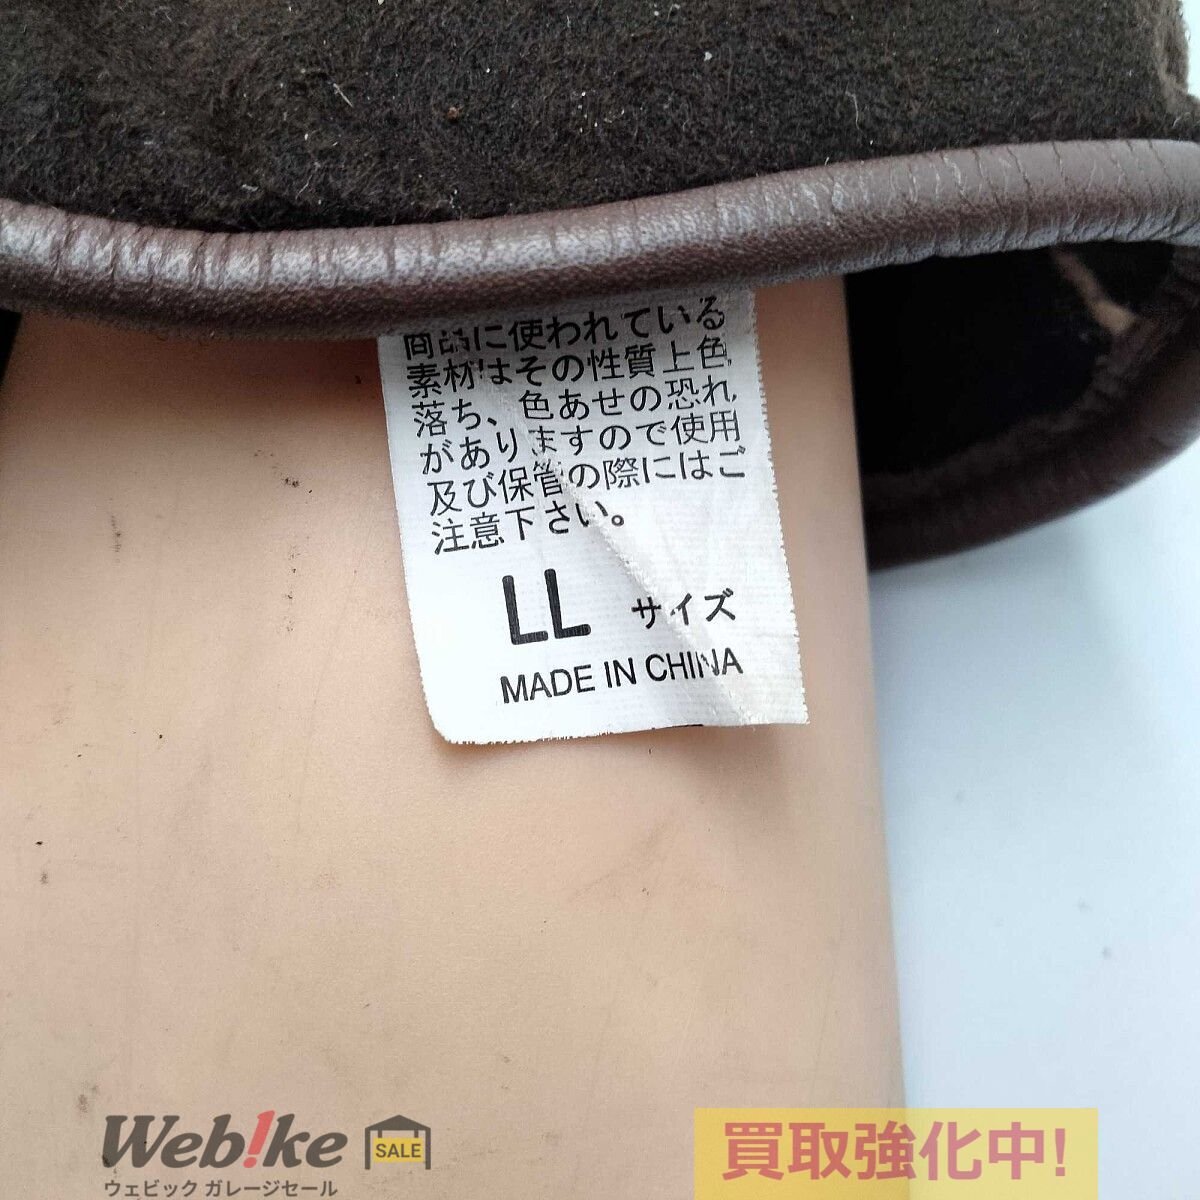 商品に使われている
素材はその性質上色
落ち、色あせの恐れ
がありますので使用
及び保管の際にはご
注意下さい。
LL サイズ
MADE IN CHINA
Web!ke SALE
ウェビック ガレージセール
買取強化中!